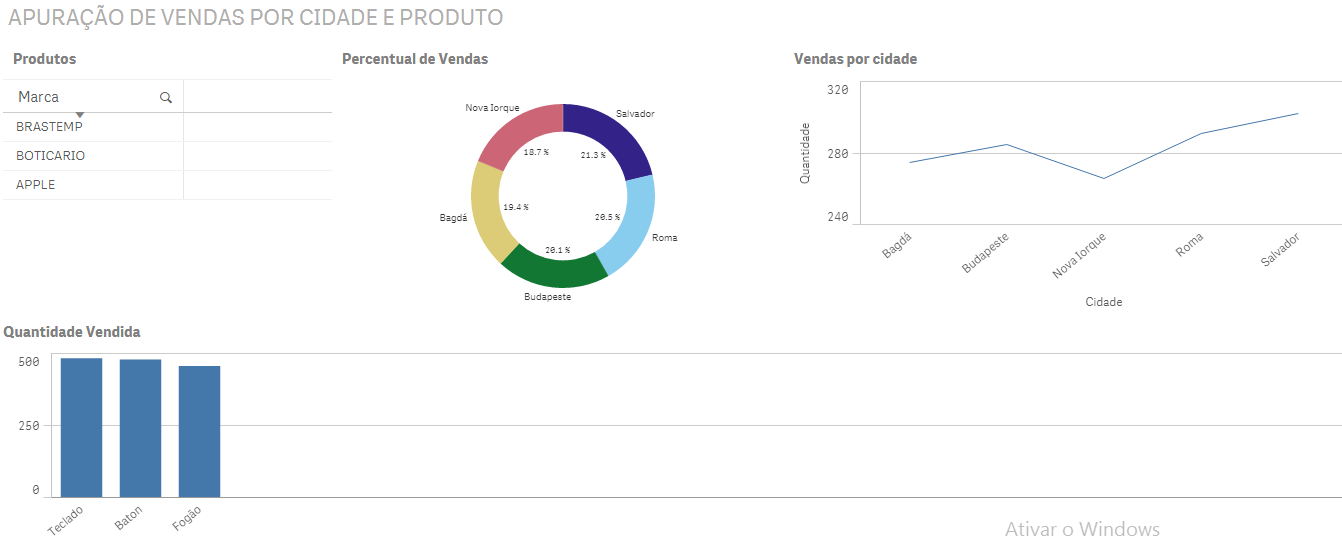 APURAÇÃO DE VENDAS POR CIDADE E PRODUTO
Produtos
Marca
BRASTEMP
BOTICARIO
APPLE
Percentual de Vendas
Nova Iorque
Salvador
18.7 %
21.3 %
19.4 %
20.5 %
Bagdá
Roma
20.1 %
Budapeste
Vendas por cidade
320
280
240
Quantidade
Bagdá
Budapeste
Nova Iorque
Roma
Salvador
Cidade
Quantidade Vendida
500
250
0
Teclado
Baton
Fogão
Ativar o Windows